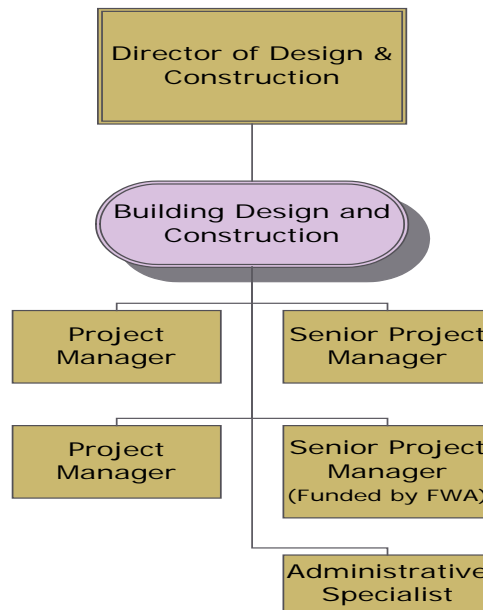 Director of Design &
Construction
Building Design and
Construction
Project
Manager
Senior Project
Manager
Project
Manager
Senior Project
Manager
(Funded by FWA)
Administrative
Specialist